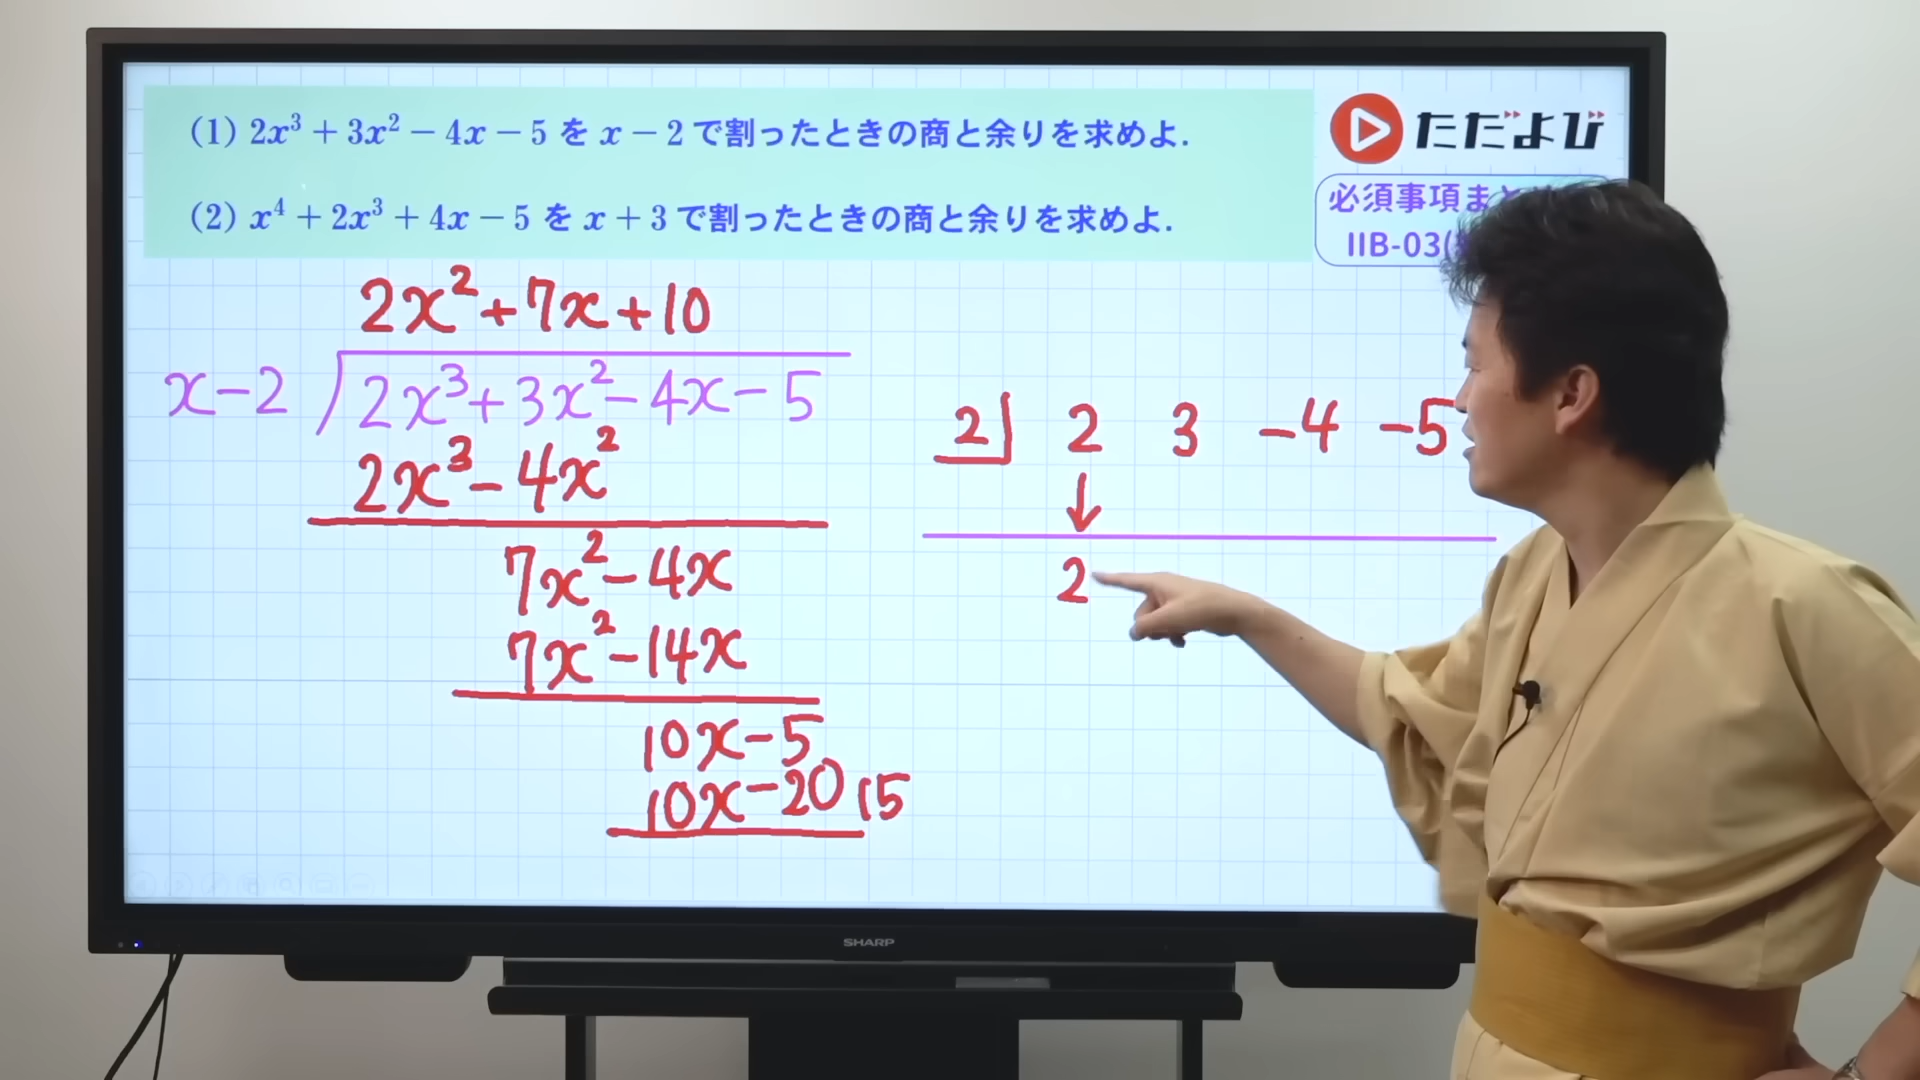 (1) 2x³ + 3x² − 4x − 5 を x − 2 で割ったときの商と余りを求めよ.
(2) x⁴ + 2x³ + 4x − 5 を x + 3 で割ったときの商と余りを求めよ.
ただよび
必須事項ま
IIB-03(
2x²+7x+10
x−2 2x³+3x²−4x−5
2x³−4x²
7x²−4x
7x²−14x
10x−5
10x−20
15
2 2 3 −4 −5
↓
2
SHARP